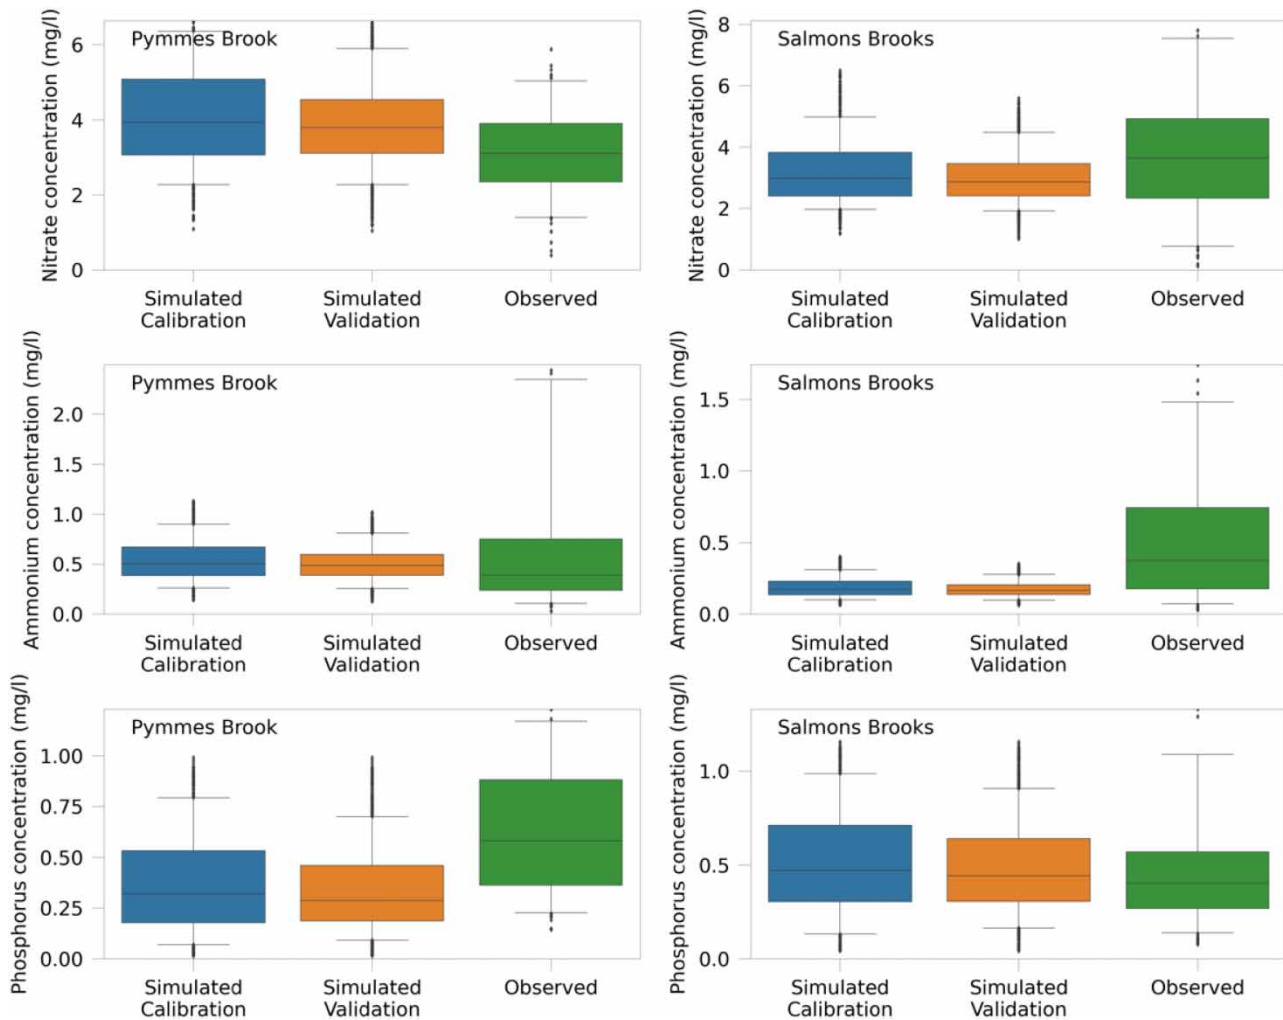 Nitrate concentration (mg/l)
Pymmes Brook
6
4
2
0
Simulated
Calibration
Simulated
Validation
Observed
Nitrate concentration (mg/l)
Salmons Brooks
8
6
4
2
0
Simulated
Calibration
Simulated
Validation
Observed
Ammonium concentration (mg/l)
Pymmes Brook
2.0
1.5
1.0
0.5
0.0
Simulated
Calibration
Simulated
Validation
Observed
Ammonium concentration (mg/l)
Salmons Brooks
1.5
1.0
0.5
0.0
Simulated
Calibration
Simulated
Validation
Observed
Phosphorus concentration (mg/l)
Pymmes Brook
1.00
0.75
0.50
0.25
0.00
Simulated
Calibration
Simulated
Validation
Observed
Phosphorus concentration (mg/l)
Salmons Brooks
1.0
0.5
0.0
Simulated
Calibration
Simulated
Validation
Observed